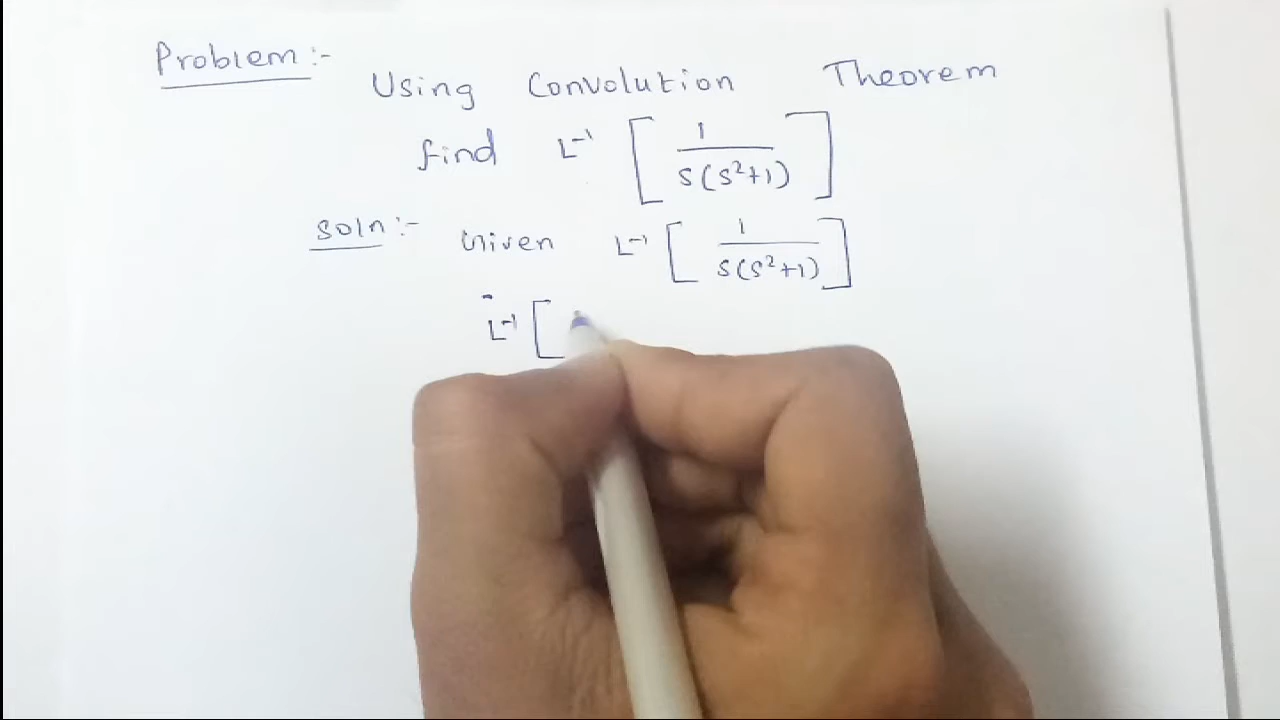 Problem :-
Using Convolution Theorem
find L⁻¹ [ 1 / s(s²+1) ]
Soln :- Given L⁻¹ [ 1 / s(s²+1) ]
L⁻¹ [